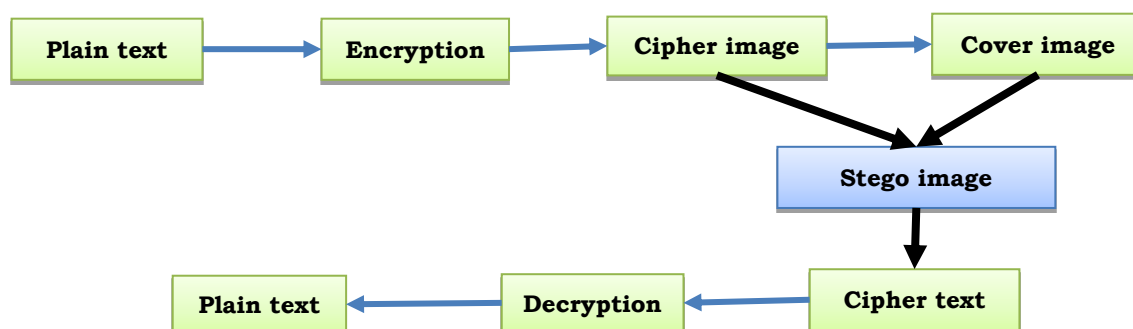 Plain text
Encryption
Cipher image
Cover image
Stego image
Plain text
Decryption
Cipher text